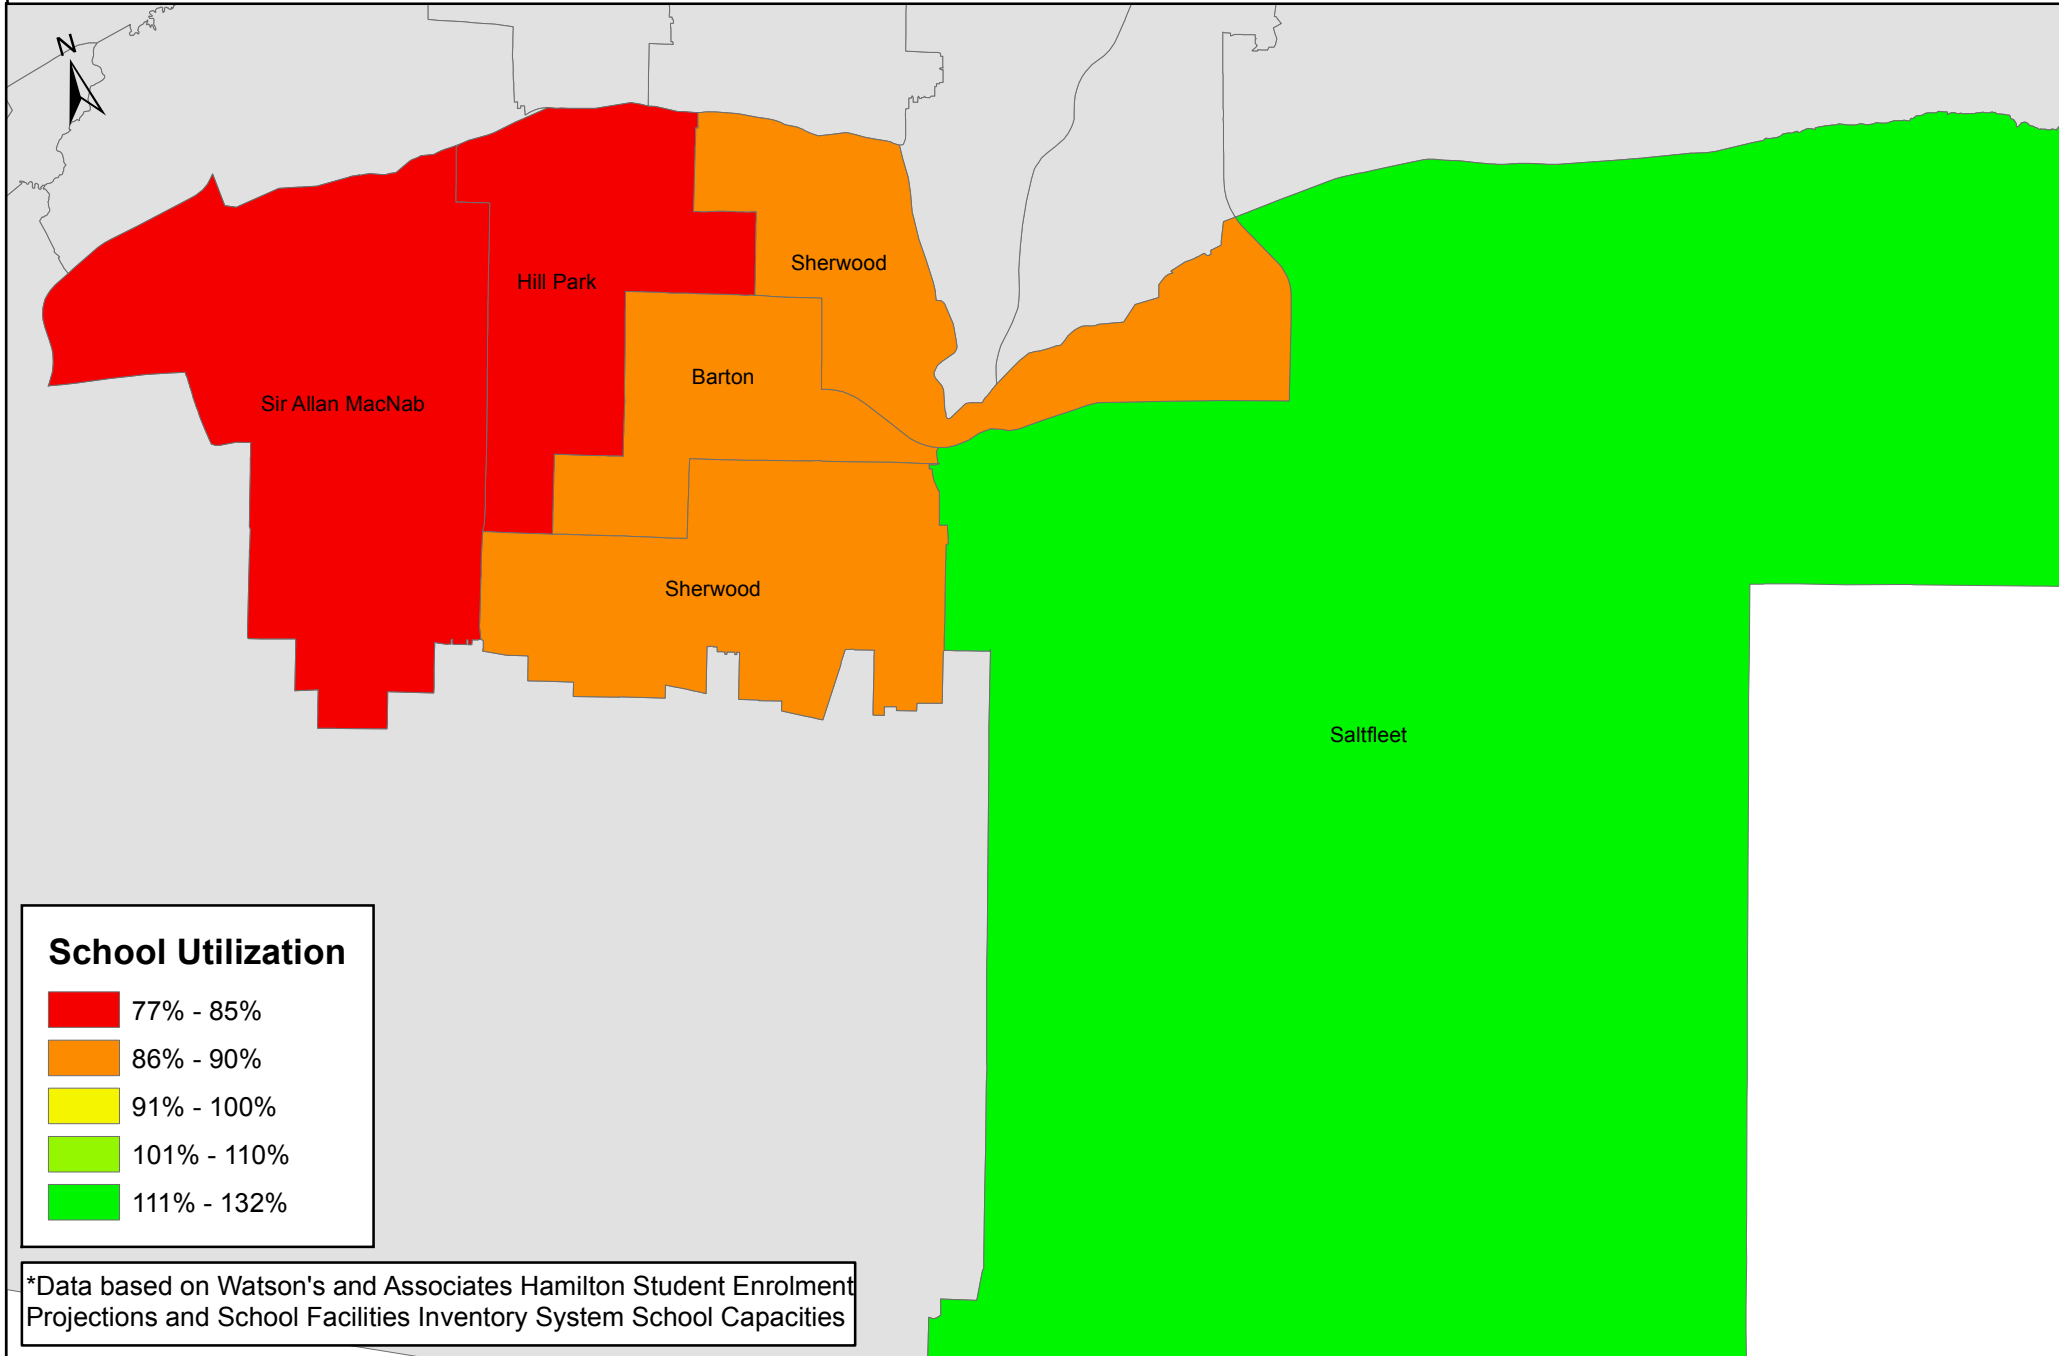 N
Sherwood
Hill Park
Barton
Sir Allan MacNab
Sherwood
Saltfleet
School Utilization
77% - 85%
86% - 90%
91% - 100%
101% - 110%
111% - 132%
*Data based on Watson's and Associates Hamilton Student Enrolment
Projections and School Facilities Inventory System School Capacities